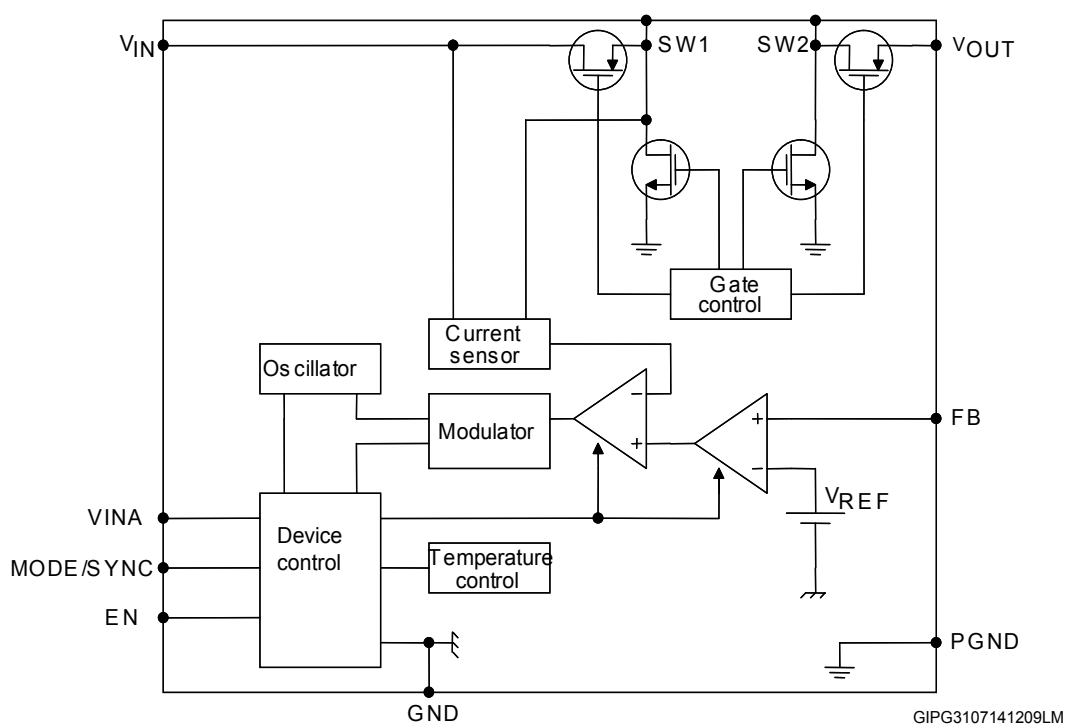 VIN
SW1
SW2
VOUT
Gate
control
Current
sensor
Oscillator
Modulator
-
+
+
-
FB
VREF
VINA
MODE/SYNC
EN
Device
control
Temperature
control
PGND
GND
GIPG3107141209LM